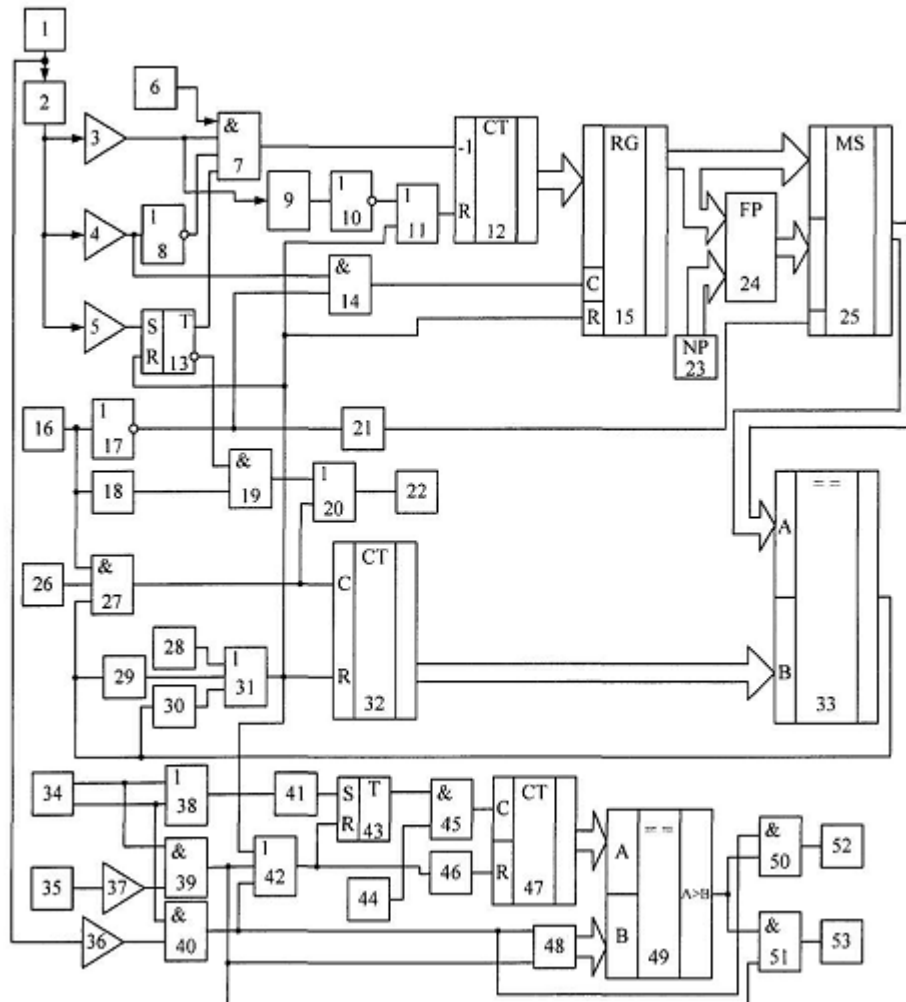 1
2
3
4
5
6
&
7
1
8
9
1
10
1
11
-1
R
CT
12
S
R
T
13
&
14
C
R
RG
15
16
1
17
18
&
19
1
20
21
22
NP
23
FP
24
MS
25
26
&
27
28
29
30
1
31
C
R
CT
32
A
B
==
33
34
35
36
37
1
38
&
39
&
40
41
1
42
S
R
T
43
44
&
45
46
C
R
CT
47
48
A
B
==
A>B
49
&
50
&
51
52
53